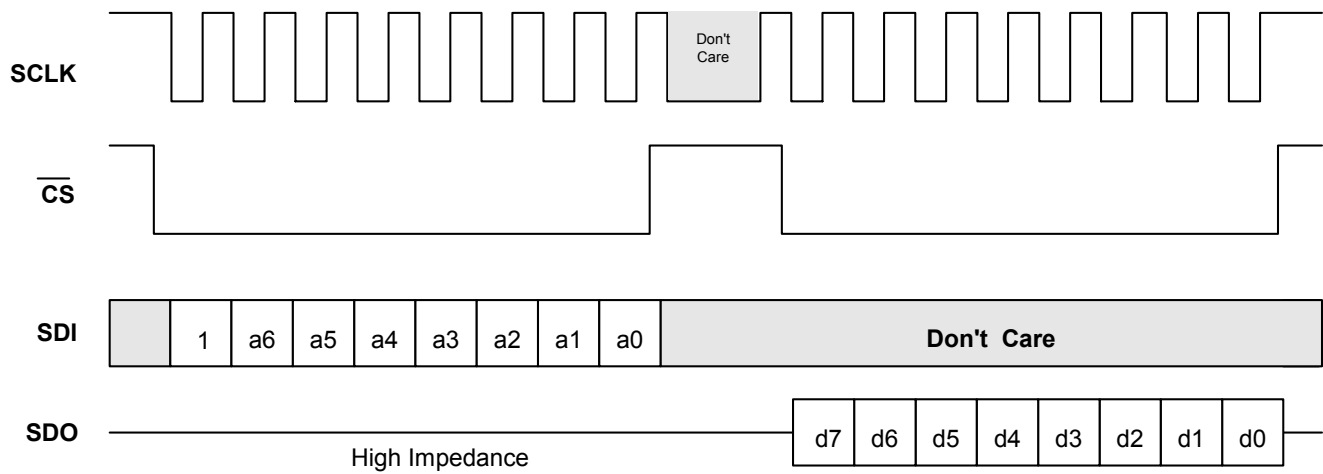 Don't
Care
SCLK
CS
SDI
1 a6 a5 a4 a3 a2 a1 a0 Don't Care
SDO
d7 d6 d5 d4 d3 d2 d1 d0
High Impedance